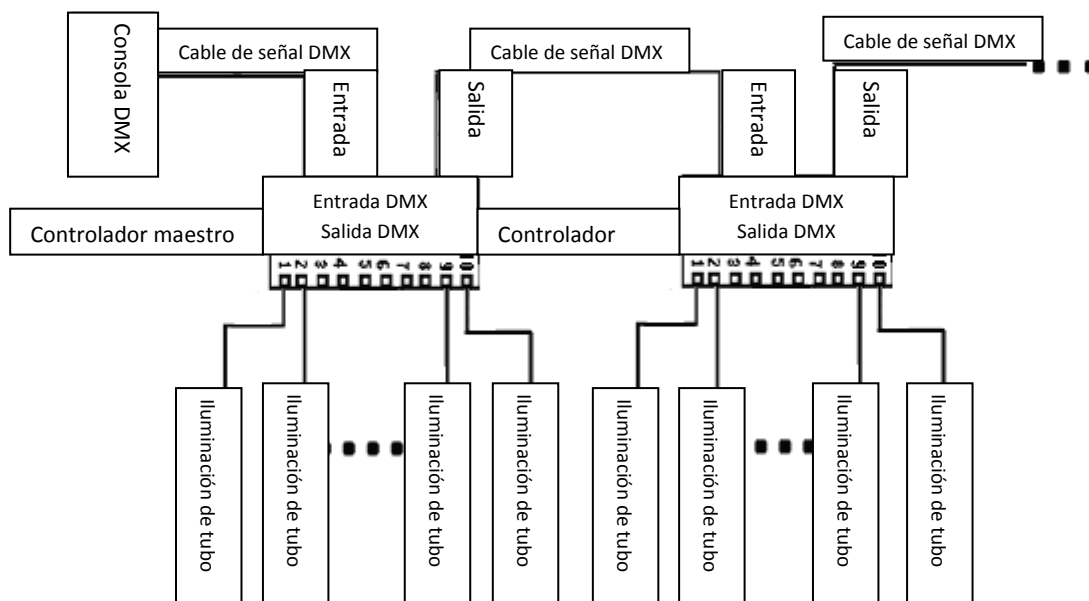 Consola DMX
Cable de señal DMX
Cable de señal DMX
Cable de señal DMX
Entrada
Salida
Entrada
Salida
Entrada DMX
Salida DMX
Entrada DMX
Salida DMX
Controlador maestro
Controlador
1 2 3 4 5 6 7 8 9 0
1 2 3 4 5 6 7 8 9 0
Iluminación de tubo
Iluminación de tubo
Iluminación de tubo
Iluminación de tubo
Iluminación de tubo
Iluminación de tubo
Iluminación de tubo
Iluminación de tubo